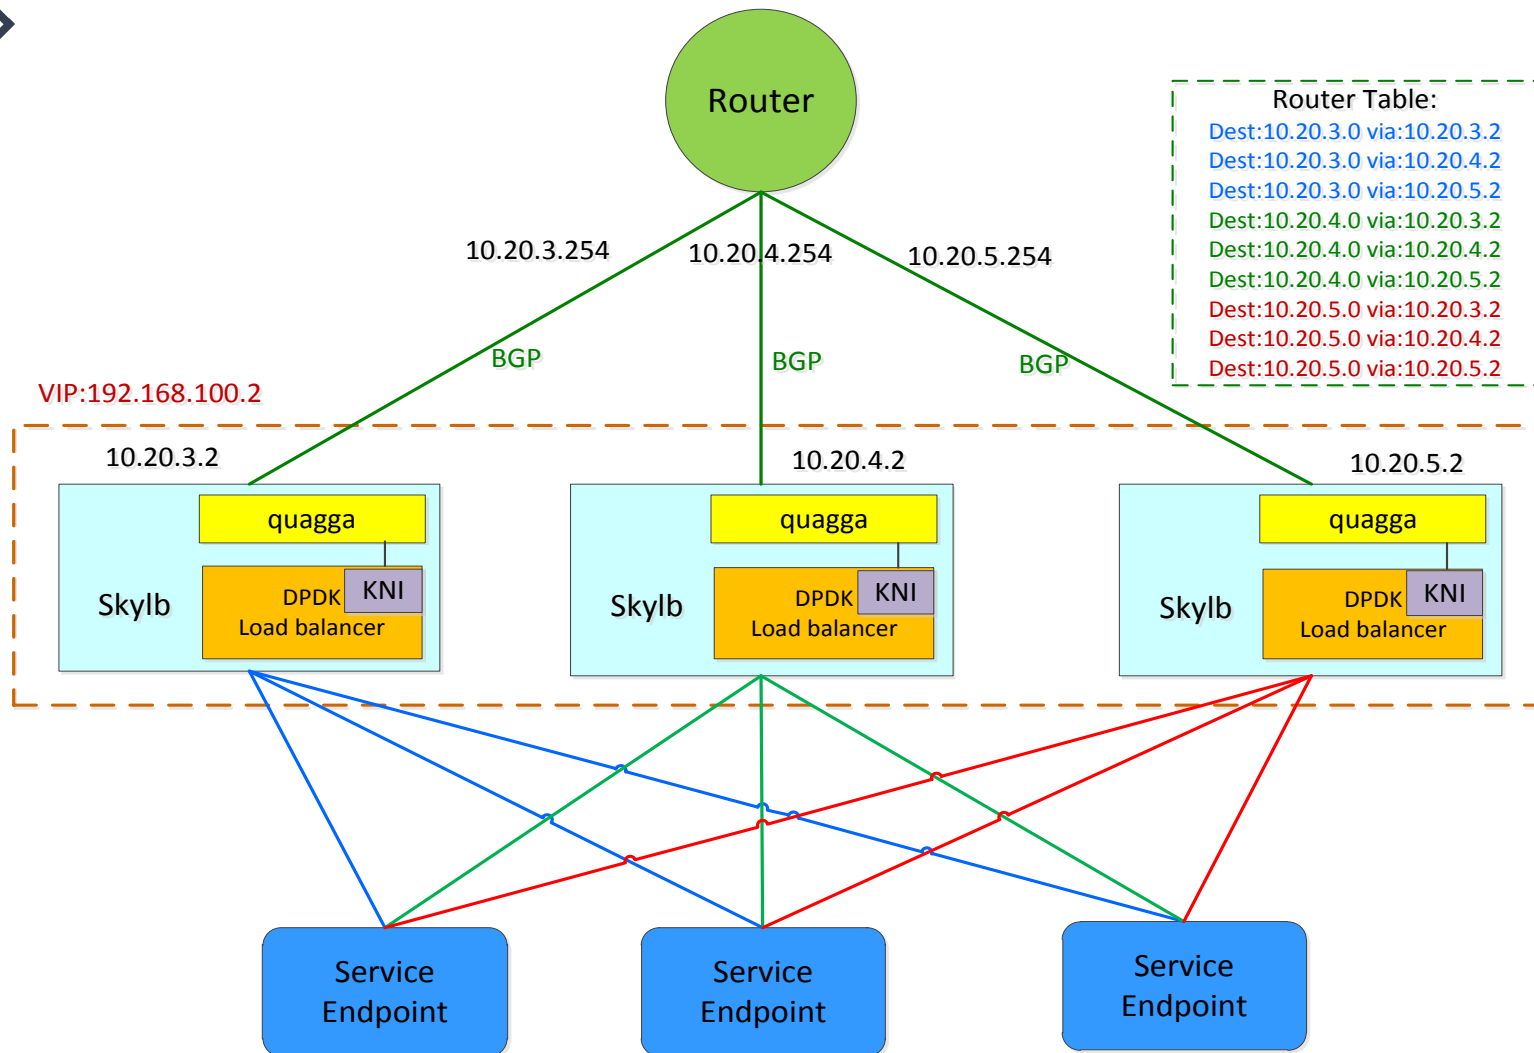 Router
Router Table:
Dest:10.20.3.0 via:10.20.3.2
Dest:10.20.3.0 via:10.20.4.2
Dest:10.20.3.0 via:10.20.5.2
Dest:10.20.4.0 via:10.20.3.2
Dest:10.20.4.0 via:10.20.4.2
Dest:10.20.4.0 via:10.20.5.2
Dest:10.20.5.0 via:10.20.3.2
Dest:10.20.5.0 via:10.20.4.2
Dest:10.20.5.0 via:10.20.5.2
10.20.3.254
10.20.4.254
10.20.5.254
BGP
BGP
BGP
VIP:192.168.100.2
10.20.3.2
10.20.4.2
10.20.5.2
quagga
KNI
Skylb
DPDK
Load balancer
quagga
KNI
Skylb
DPDK
Load balancer
quagga
KNI
Skylb
DPDK
Load balancer
Service
Endpoint
Service
Endpoint
Service
Endpoint